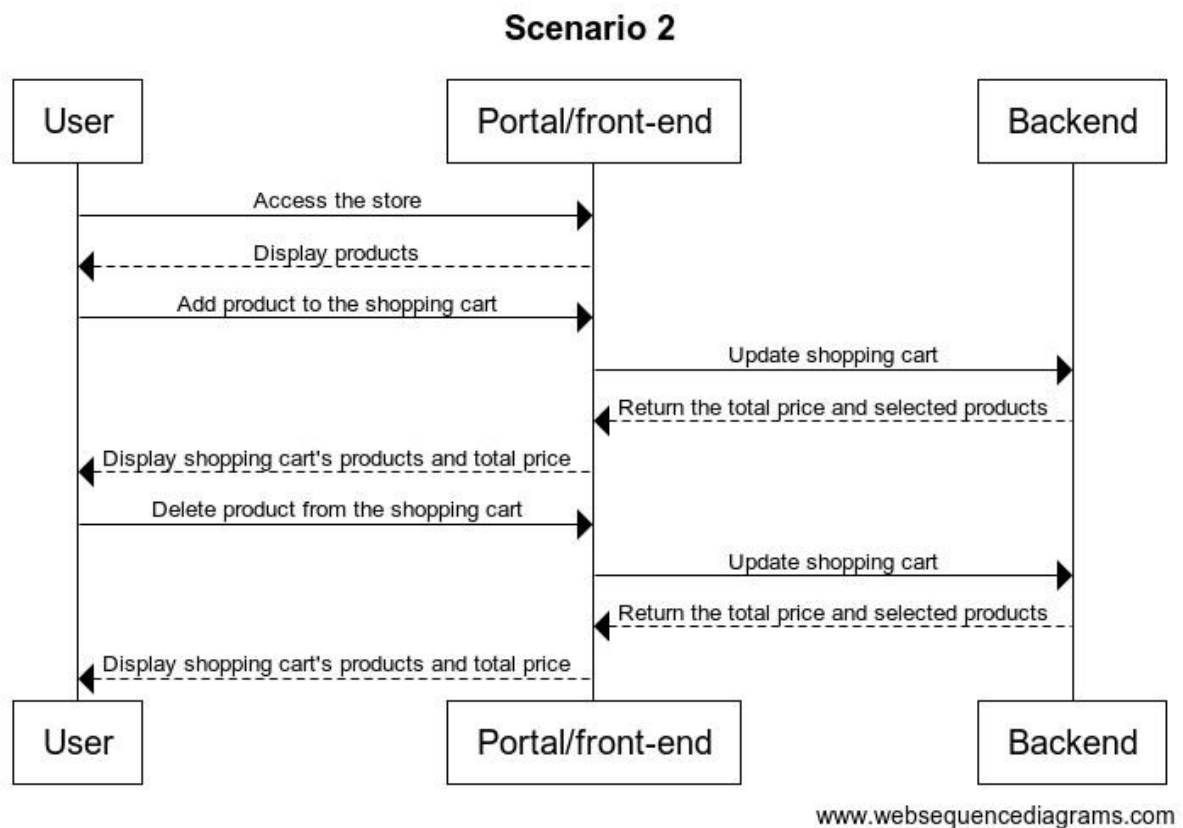 Scenario 2
User
Portal/front-end
Backend
Access the store
Display products
Add product to the shopping cart
Update shopping cart
Return the total price and selected products
Display shopping cart's products and total price
Delete product from the shopping cart
Update shopping cart
Return the total price and selected products
Display shopping cart's products and total price
User
Portal/front-end
Backend
www.websequencediagrams.com